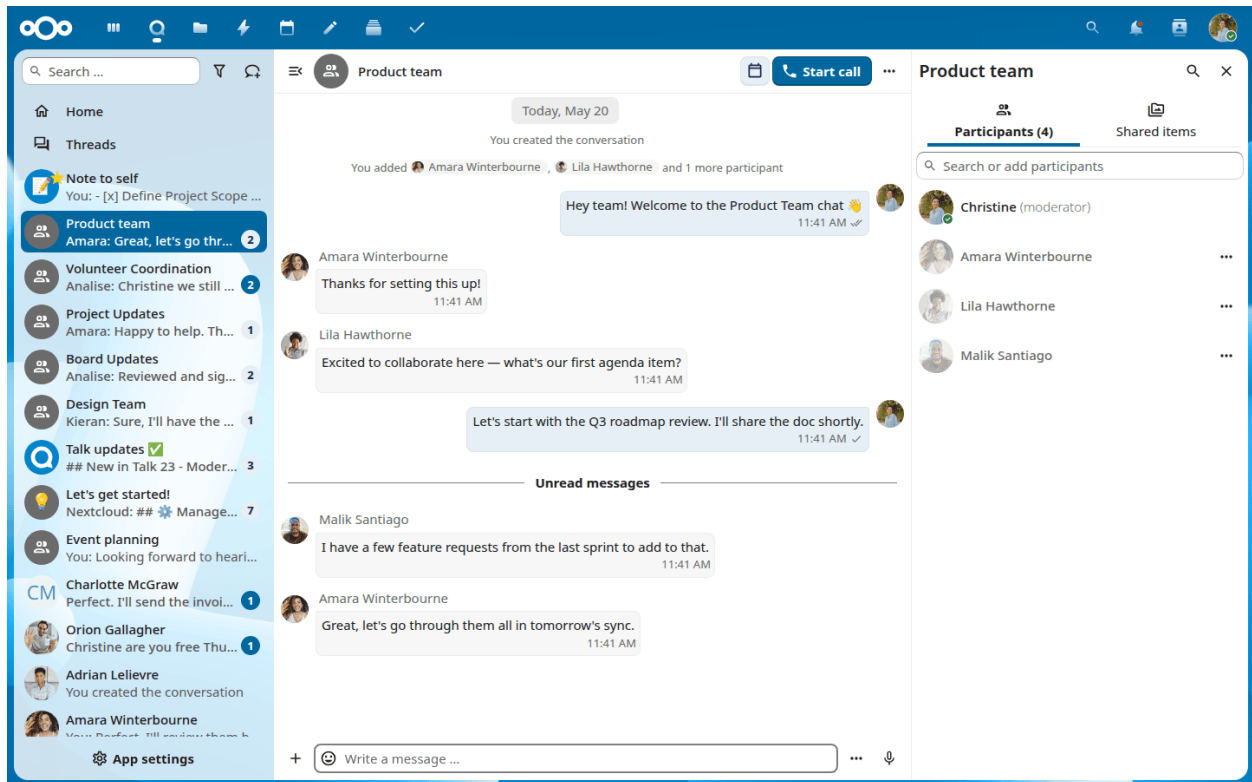 Search ...
Home
Threads
Note to self
You: - [x] Define Project Scope ...
Product team
Amara: Great, let's go thr... 2
Volunteer Coordination
Analise: Christine we still ... 2
Project Updates
Amara: Happy to help. Th... 1
Board Updates
Analise: Reviewed and sig... 2
Design Team
Kieran: Sure, I'll have the ... 1
Talk updates ✅
## New in Talk 23 - Moder... 3
Let's get started!
Nextcloud: ## ⚙️ Manage... 7
Event planning
You: Looking forward to heari...
CM
Charlotte McGraw
Perfect. I'll send the invoi... 1
Orion Gallagher
Christine are you free Thu... 1
Adrian Lelievre
You created the conversation
Amara Winterbourne
You: Perfect, I'll review them h
App settings
Product team
Start call
Today, May 20
You created the conversation
You added Amara Winterbourne , Lila Hawthorne and 1 more participant
Hey team! Welcome to the Product Team chat 👋
11:41 AM
Amara Winterbourne
Thanks for setting this up!
11:41 AM
Lila Hawthorne
Excited to collaborate here — what's our first agenda item?
11:41 AM
Let's start with the Q3 roadmap review. I'll share the doc shortly.
11:41 AM
Unread messages
Malik Santiago
I have a few feature requests from the last sprint to add to that.
11:41 AM
Amara Winterbourne
Great, let's go through them all in tomorrow's sync.
11:41 AM
Write a message ...
Product team
Participants (4)
Shared items
Search or add participants
Christine (moderator)
Amara Winterbourne
Lila Hawthorne
Malik Santiago